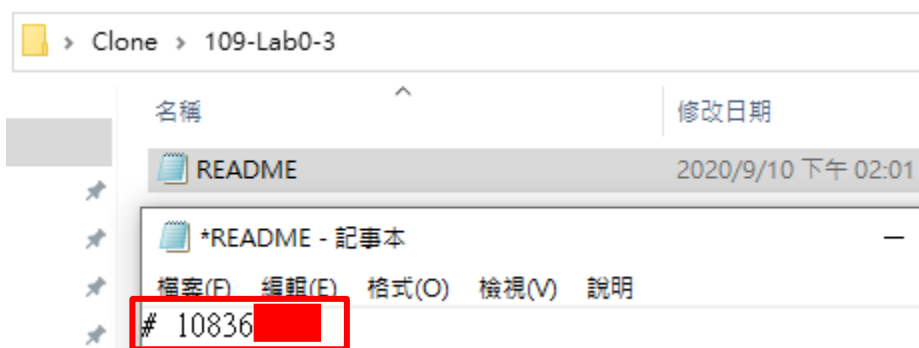 > Clone > 109-Lab0-3
名稱 修改日期
README 2020/9/10 下午 02:01
*README - 記事本
檔案(F) 編輯(E) 格式(O) 檢視(V) 說明
# 10836